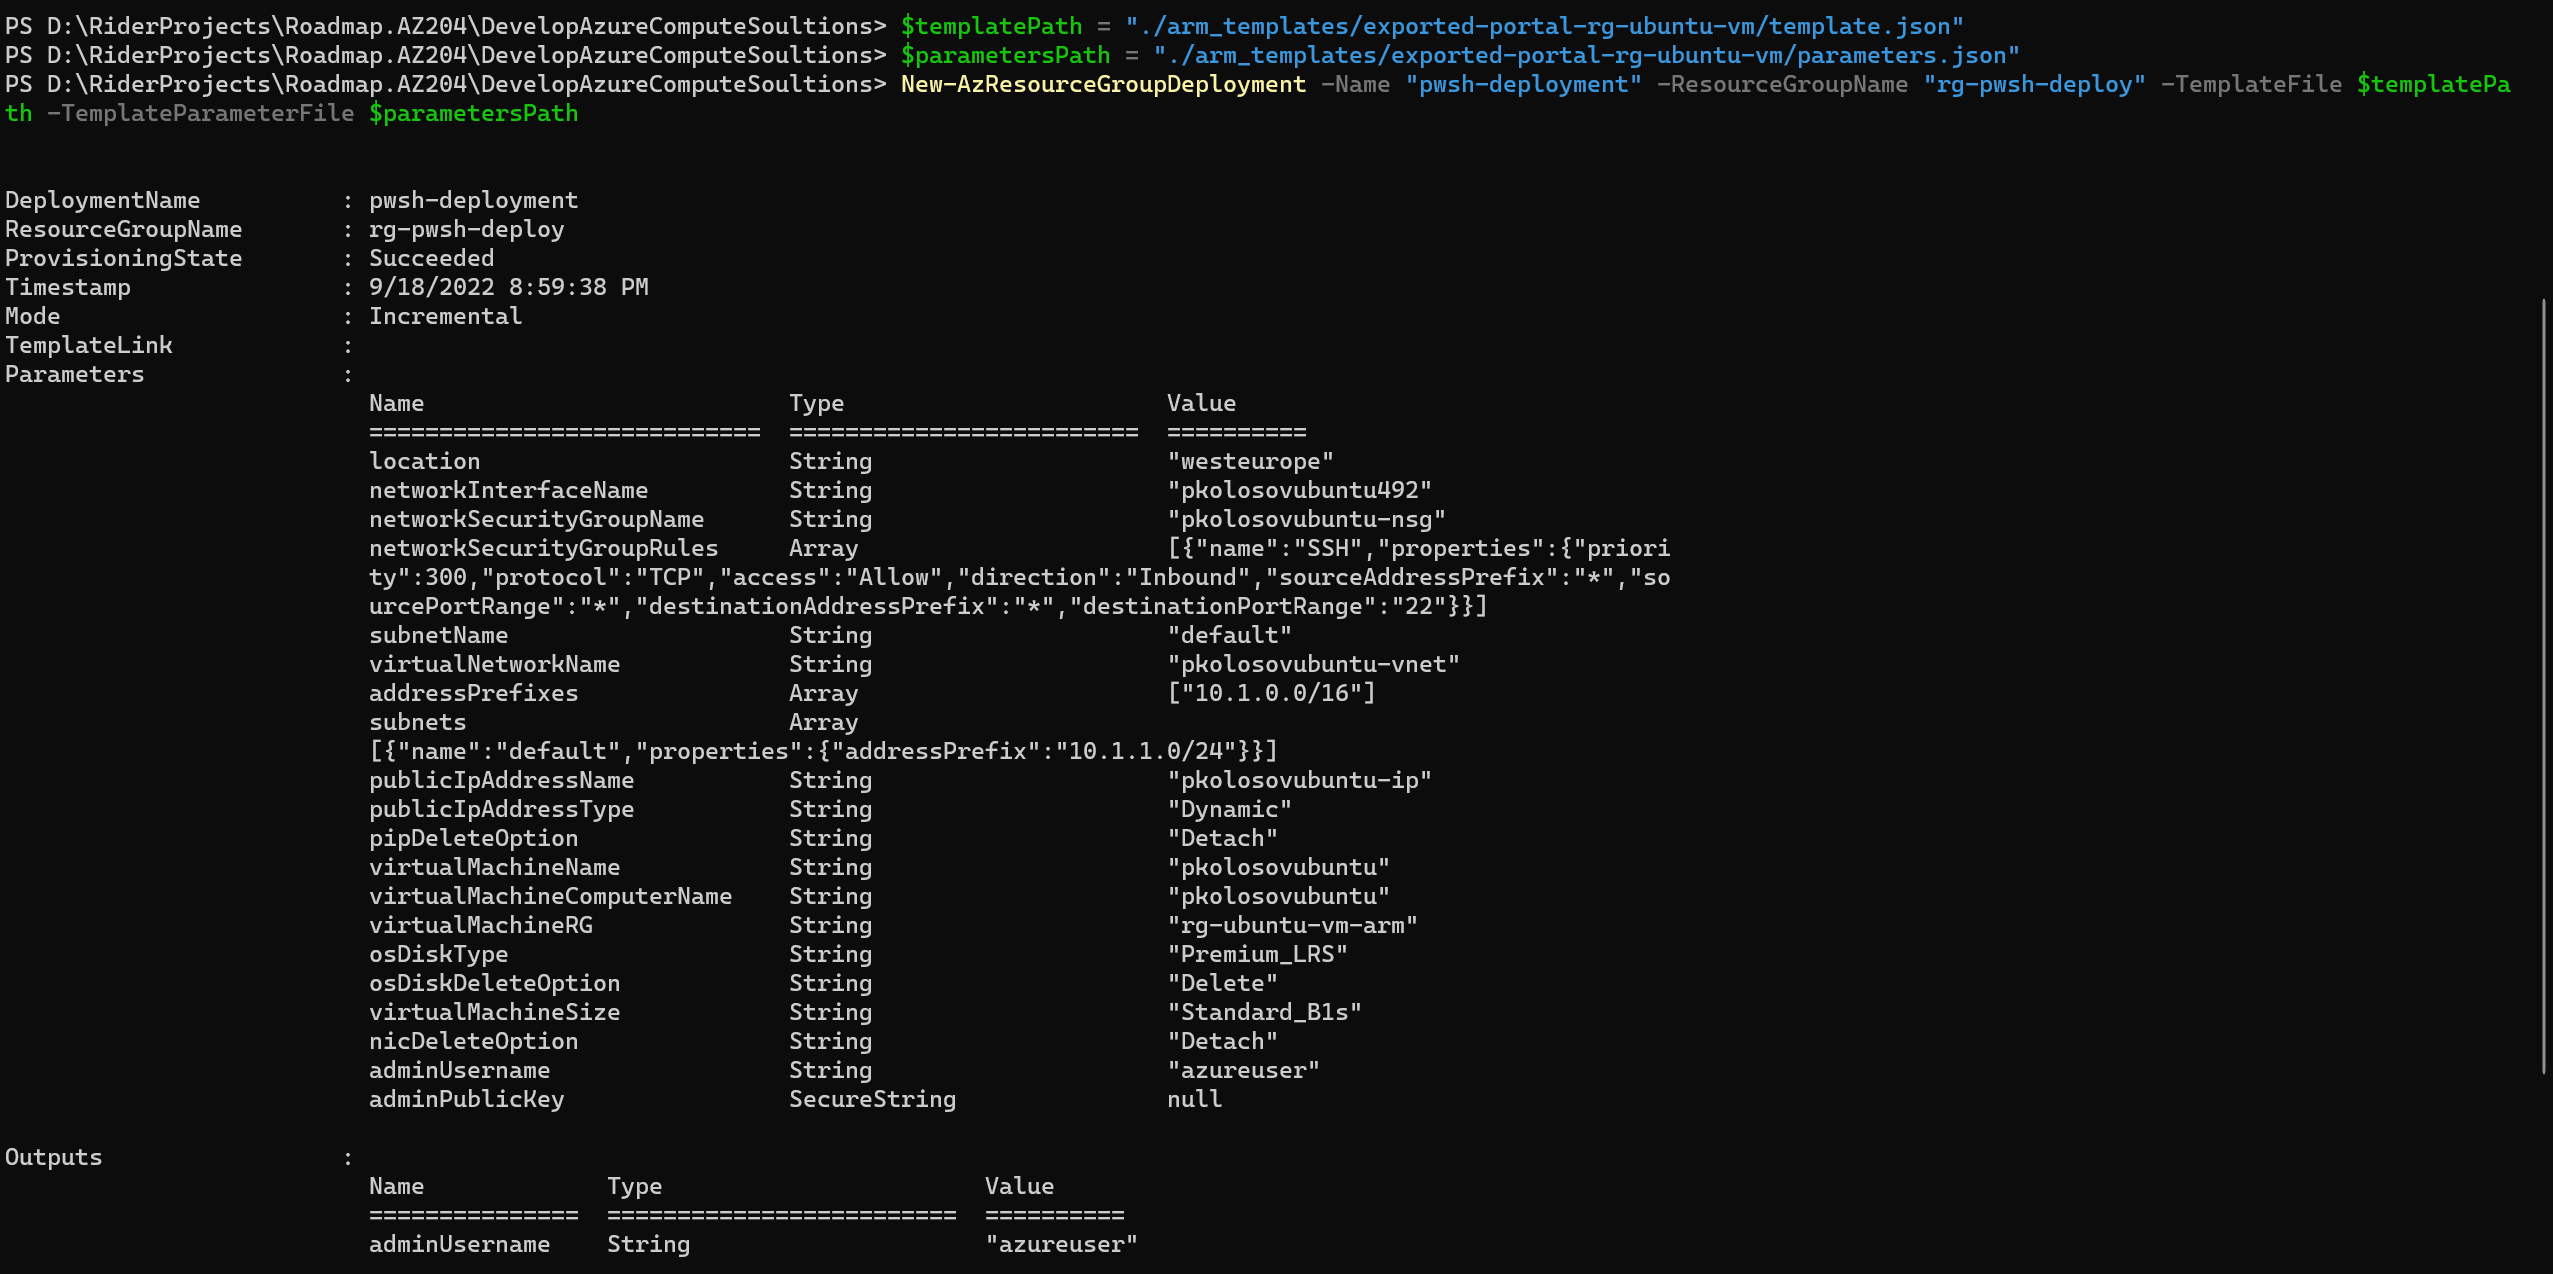 PS D:\RiderProjects\Roadmap.AZ204\DevelopAzureComputeSoultions> $templatePath = "./arm_templates/exported-portal-rg-ubuntu-vm/template.json"
PS D:\RiderProjects\Roadmap.AZ204\DevelopAzureComputeSoultions> $parametersPath = "./arm_templates/exported-portal-rg-ubuntu-vm/parameters.json"
PS D:\RiderProjects\Roadmap.AZ204\DevelopAzureComputeSoultions> New-AzResourceGroupDeployment -Name "pwsh-deployment" -ResourceGroupName "rg-pwsh-deploy" -TemplateFile $templatePa
th -TemplateParameterFile $parametersPath
DeploymentName          : pwsh-deployment
ResourceGroupName       : rg-pwsh-deploy
ProvisioningState       : Succeeded
Timestamp               : 9/18/2022 8:59:38 PM
Mode                    : Incremental
TemplateLink            :
Parameters              :
                          Name                          Type                       Value
                          ============================  =========================  ==========
                          location                      String                     "westeurope"
                          networkInterfaceName          String                     "pkolosovubuntu492"
                          networkSecurityGroupName      String                     "pkolosovubuntu-nsg"
                          networkSecurityGroupRules     Array                      [{"name":"SSH","properties":{"priori
                          ty":300,"protocol":"TCP","access":"Allow","direction":"Inbound","sourceAddressPrefix":"*","so
                          urcePortRange":"*","destinationAddressPrefix":"*","destinationPortRange":"22"}}]
                          subnetName                    String                     "default"
                          virtualNetworkName            String                     "pkolosovubuntu-vnet"
                          addressPrefixes               Array                      ["10.1.0.0/16"]
                          subnets                       Array
                          [{"name":"default","properties":{"addressPrefix":"10.1.1.0/24"}}]
                          publicIpAddressName           String                     "pkolosovubuntu-ip"
                          publicIpAddressType           String                     "Dynamic"
                          pipDeleteOption               String                     "Detach"
                          virtualMachineName            String                     "pkolosovubuntu"
                          virtualMachineComputerName    String                     "pkolosovubuntu"
                          virtualMachineRG              String                     "rg-ubuntu-vm-arm"
                          osDiskType                    String                     "Premium_LRS"
                          osDiskDeleteOption            String                     "Delete"
                          virtualMachineSize            String                     "Standard_B1s"
                          nicDeleteOption               String                     "Detach"
                          adminUsername                 String                     "azureuser"
                          adminPublicKey                SecureString               null
Outputs                 :
                          Name             Type                       Value
                          ===============  =========================  ==========
                          adminUsername    String                     "azureuser"